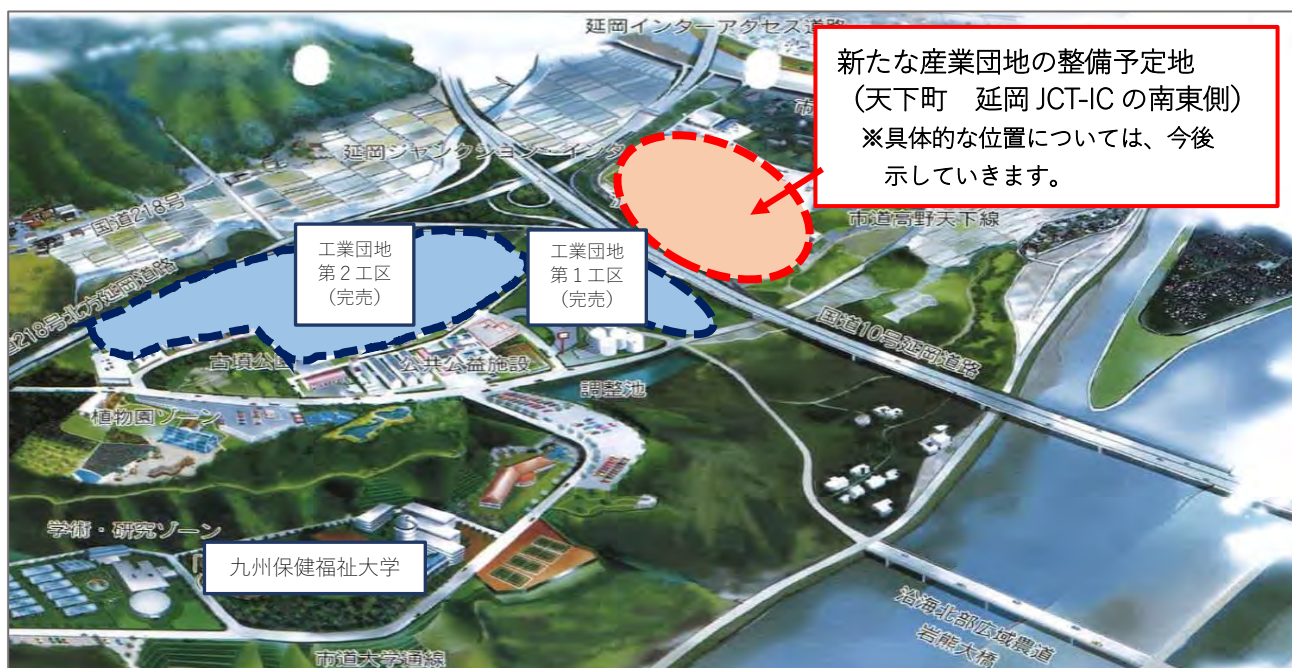 延岡インターアクセス道路
新たな産業団地の整備予定地
（天下町　延岡 JCT-IC の南東側）
※具体的な位置については、今後
示していきます。
延岡ジャンクション・インタ
国道218号
市道高野天下線
工業団地
第２工区
（完売）
工業団地
第１工区
（完売）
218号北方延岡道路
国道10号延岡道路
古墳公園
公共公益施設
調整池
植物園ゾーン
学術・研究ゾーン
九州保健福祉大学
沿海北部広域農道
岩熊大橋
市道大学通線